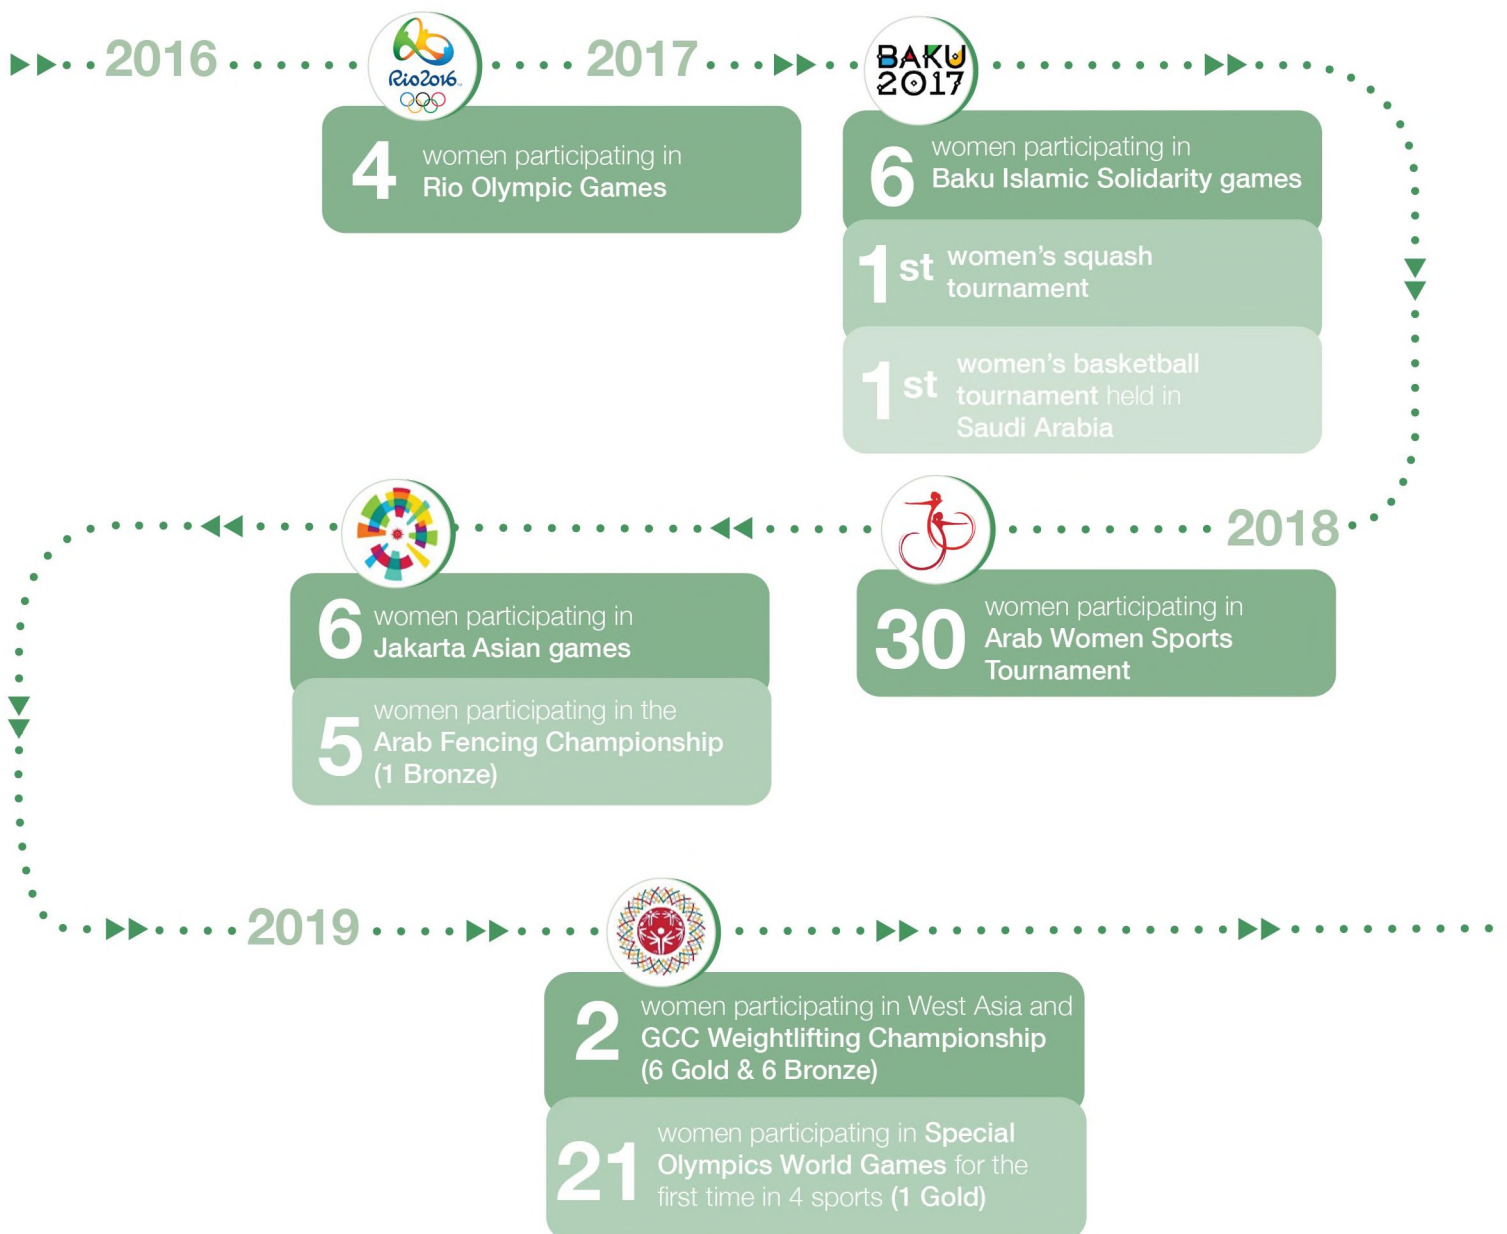 2016
Rio2016
2017
BAKU
2017
4
women participating in
Rio Olympic Games
6
women participating in
Baku Islamic Solidarity games
1st
women’s squash
tournament
1st
women’s basketball
tournament held in
Saudi Arabia
2018
30
women participating in
Arab Women Sports
Tournament
6
women participating in
Jakarta Asian games
5
women participating in the
Arab Fencing Championship
(1 Bronze)
2019
2
women participating in West Asia and
GCC Weightlifting Championship
(6 Gold & 6 Bronze)
21
women participating in Special
Olympics World Games for the
first time in 4 sports (1 Gold)